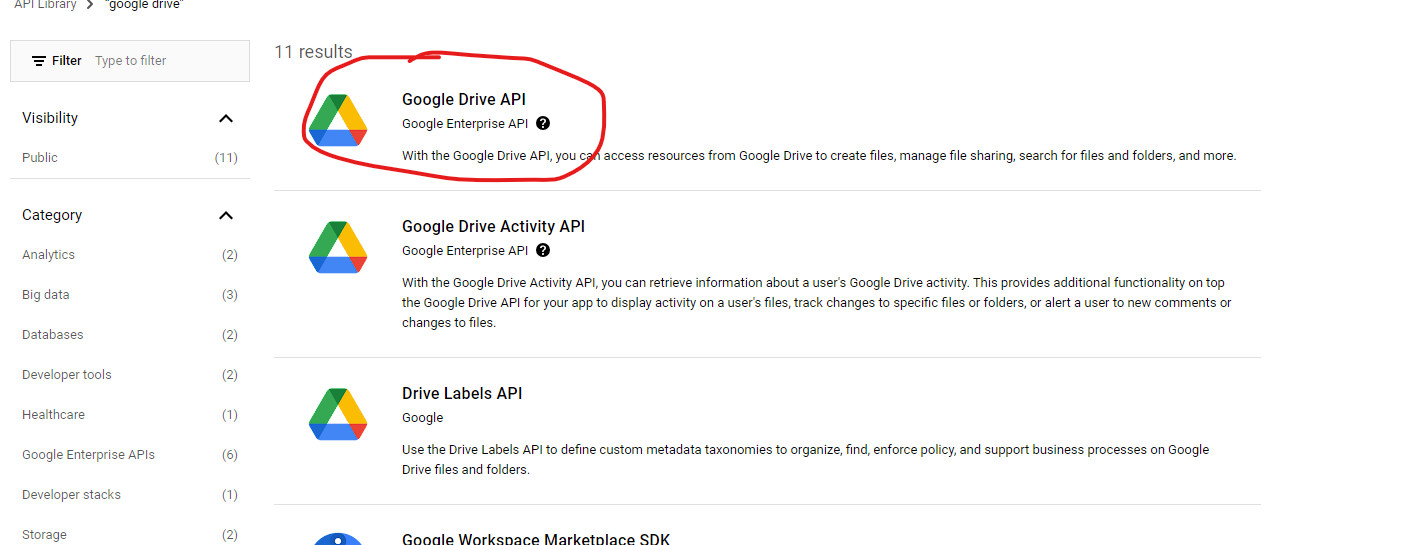 API Library > "google drive"
Filter Type to filter
Visibility
Public (11)
Category
Analytics (2)
Big data (3)
Databases (2)
Developer tools (2)
Healthcare (1)
Google Enterprise APIs (6)
Developer stacks (1)
Storage (2)
11 results
Google Drive API
Google Enterprise API ?
With the Google Drive API, you can access resources from Google Drive to create files, manage file sharing, search for files and folders, and more.
Google Drive Activity API
Google Enterprise API ?
With the Google Drive Activity API, you can retrieve information about a user's Google Drive activity. This provides additional functionality on top
the Google Drive API for your app to display activity on a user's files, track changes to specific files or folders, or alert a user to new comments or
changes to files.
Drive Labels API
Google
Use the Drive Labels API to define custom metadata taxonomies to organize, find, enforce policy, and support business processes on Google
Drive files and folders.
Google Workspace Marketplace SDK